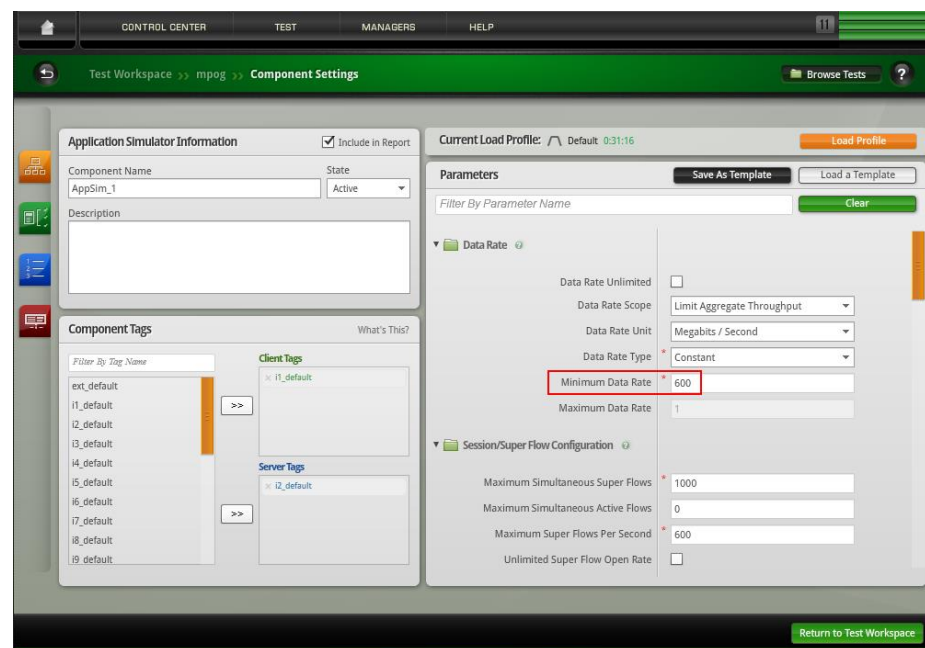 CONTROL CENTER TEST MANAGERS HELP 11
Test Workspace >> mpog >> Component Settings
Browse Tests ?
Application Simulator Information
Include in Report
Component Name
State
AppSim_1
Active
Description
Component Tags
What's This?
Filter By Tag Name
ext_default
i1_default
i2_default
i3_default
i4_default
i5_default
i6_default
i7_default
i8_default
i9_default
>>
>>
Client Tags
× i1_default
Server Tags
× i2_default
Current Load Profile: Default 0:31:16
Load Profile
Parameters
Save As Template
Load a Template
Filter By Parameter Name
Clear
Data Rate
Data Rate Unlimited
Data Rate Scope Limit Aggregate Throughput
Data Rate Unit Megabits / Second
Data Rate Type * Constant
Minimum Data Rate * 600
Maximum Data Rate 1
Session/Super Flow Configuration
Maximum Simultaneous Super Flows * 1000
Maximum Simultaneous Active Flows 0
Maximum Super Flows Per Second * 600
Unlimited Super Flow Open Rate
Return to Test Workspace